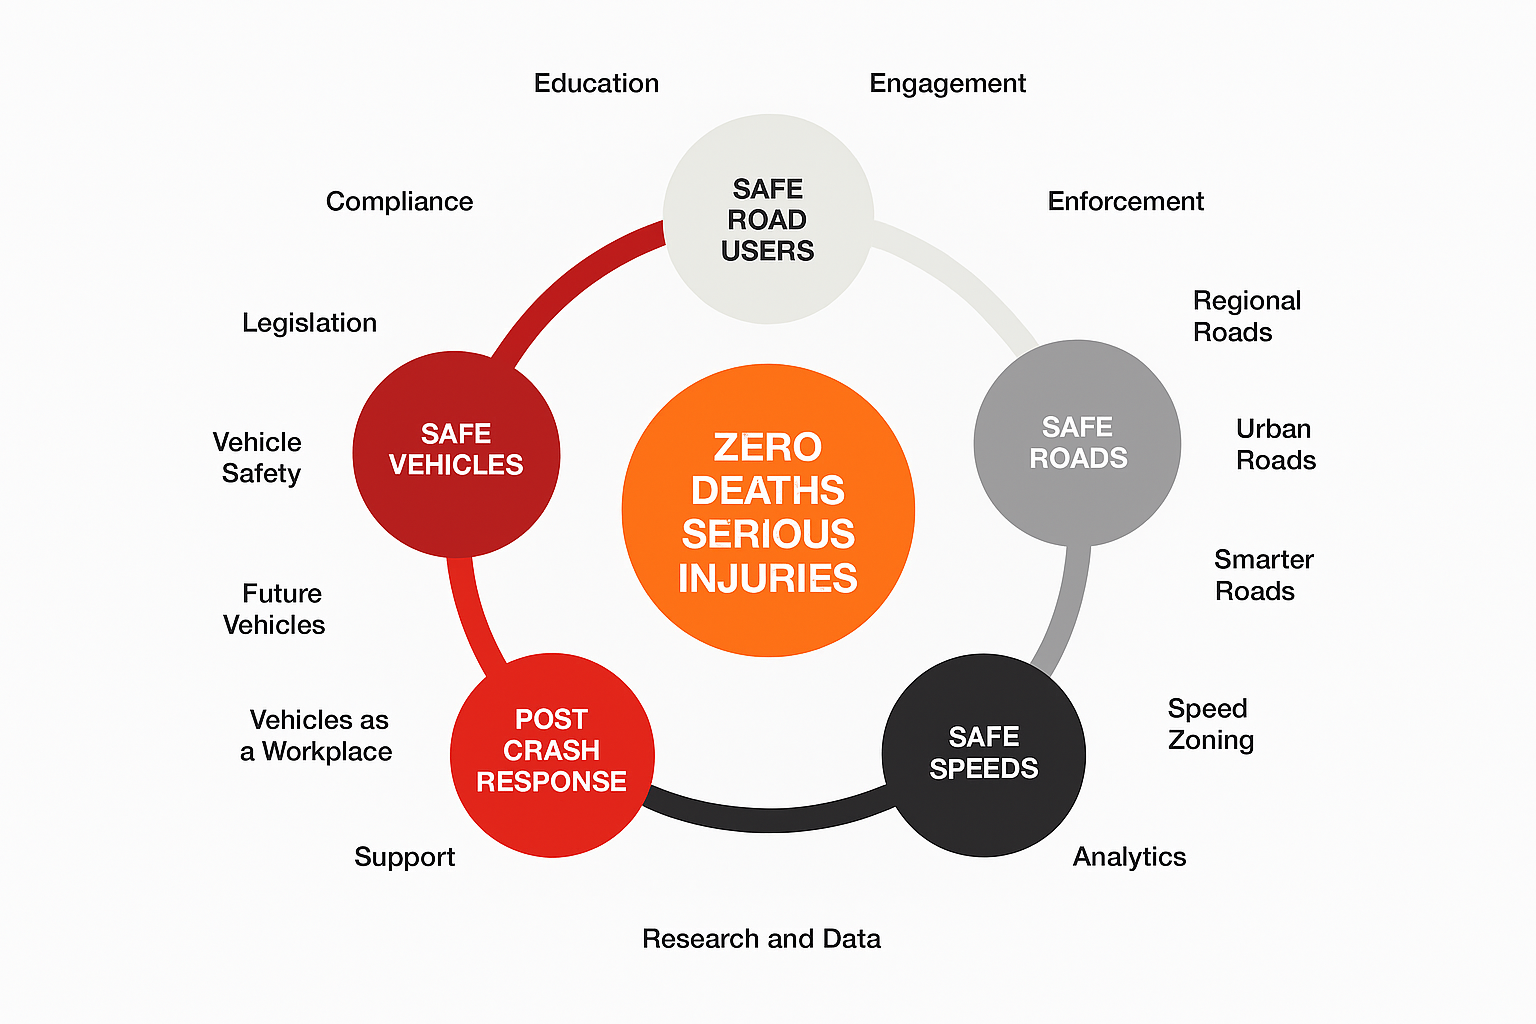 Education
Engagement
Compliance
Enforcement
SAFE
ROAD
USERS
Legislation
Regional
Roads
SAFE
VEHICLES
Vehicle
Safety
ZERO
DEATHS
SERIOUS
INJURIES
SAFE
ROADS
Urban
Roads
Future
Vehicles
Smarter
Roads
Vehicles as
a Workplace
POST
CRASH
RESPONSE
SAFE
SPEEDS
Speed
Zoning
Support
Analytics
Research and Data